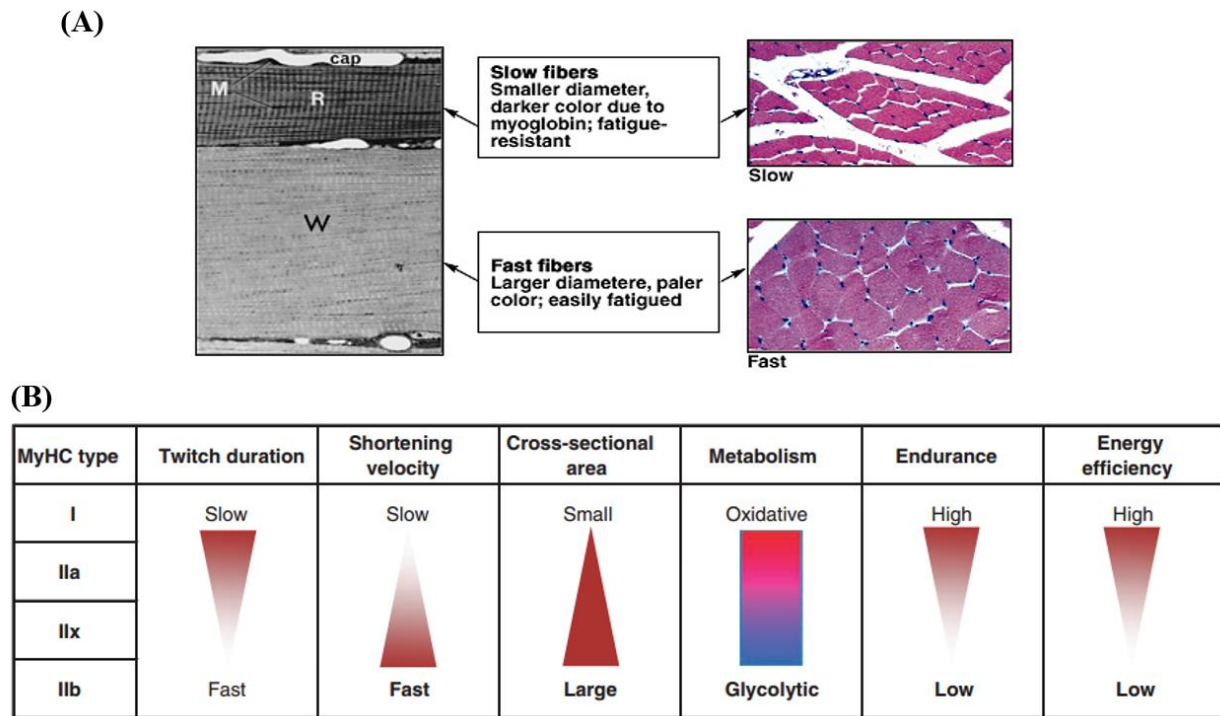 (A)
cap
M
R
W
Slow fibers
Smaller diameter,
darker color due to
myoglobin; fatigue-
resistant
Slow
Fast fibers
Larger diametere, paler
color; easily fatigued
Fast
(B)
MyHC type
Twitch duration
Shortening
velocity
Cross-sectional
area
Metabolism
Endurance
Energy
efficiency
I
Slow
Slow
Small
Oxidative
High
High
IIa
IIx
IIb
Fast
Fast
Large
Glycolytic
Low
Low